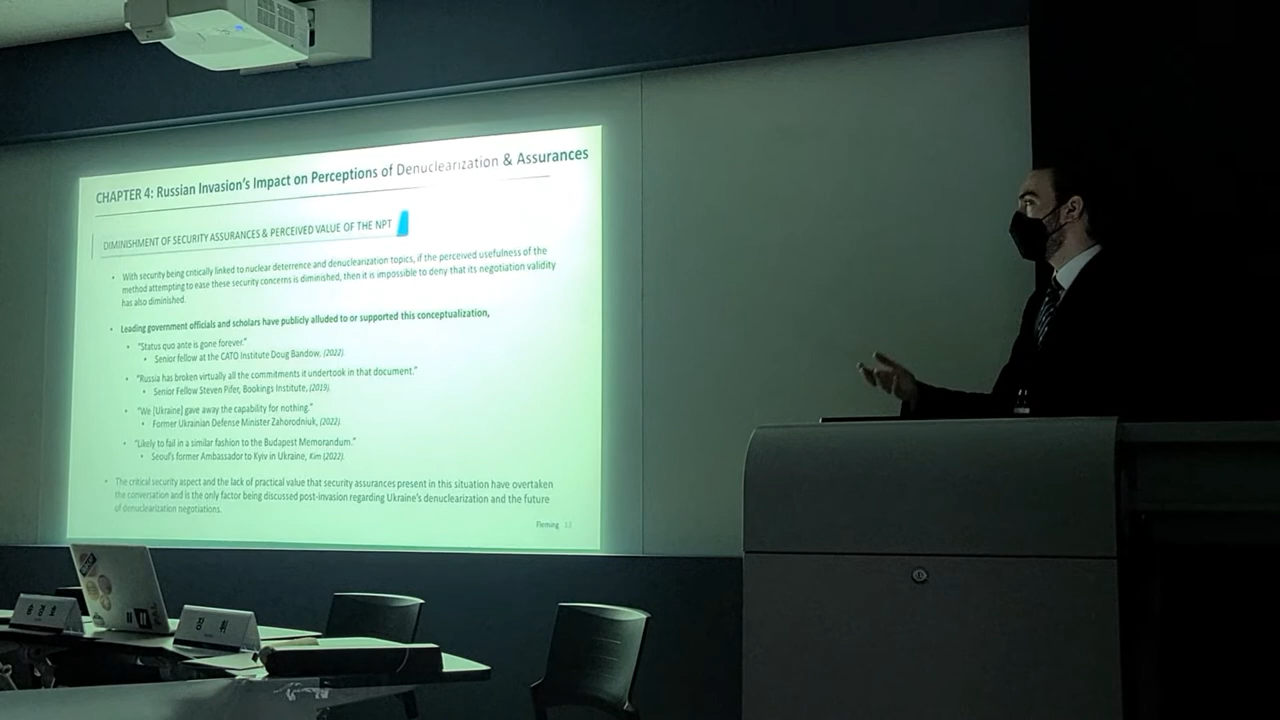 CHAPTER 4: Russian Invasion's Impact on Perceptions of Denuclearization & Assurances
DIMINISHMENT OF SECURITY ASSURANCES & PERCEIVED VALUE OF THE NPT
• With security being critically linked to nuclear deterrence and denuclearization topics, if the perceived usefulness of the
method attempting to ease these security concerns is diminished, then it is impossible to deny that its negotiation validity
has also diminished.
• Leading government officials and scholars have publicly alluded to or supported this conceptualization,
• "Status quo ante is gone forever."
• Senior fellow at the CATO Institute Doug Bandow, (2022).
• "Russia has broken virtually all the commitments it undertook in that document."
• Senior Fellow Steven Pifer, Bookings Institute, (2019).
• "We [Ukraine] gave away the capability for nothing."
• Former Ukrainian Defense Minister Zahorodniuk, (2022).
• "Likely to fail in a similar fashion to the Budapest Memorandum."
• Seoul's former Ambassador to Kyiv in Ukraine, Kim (2022).
• The critical security aspect and the lack of practical value that security assurances present in this situation have overtaken
the conversation and is the only factor being discussed post-invasion regarding Ukraine's denuclearization and the future
of denuclearization negotiations.
Fleming 13